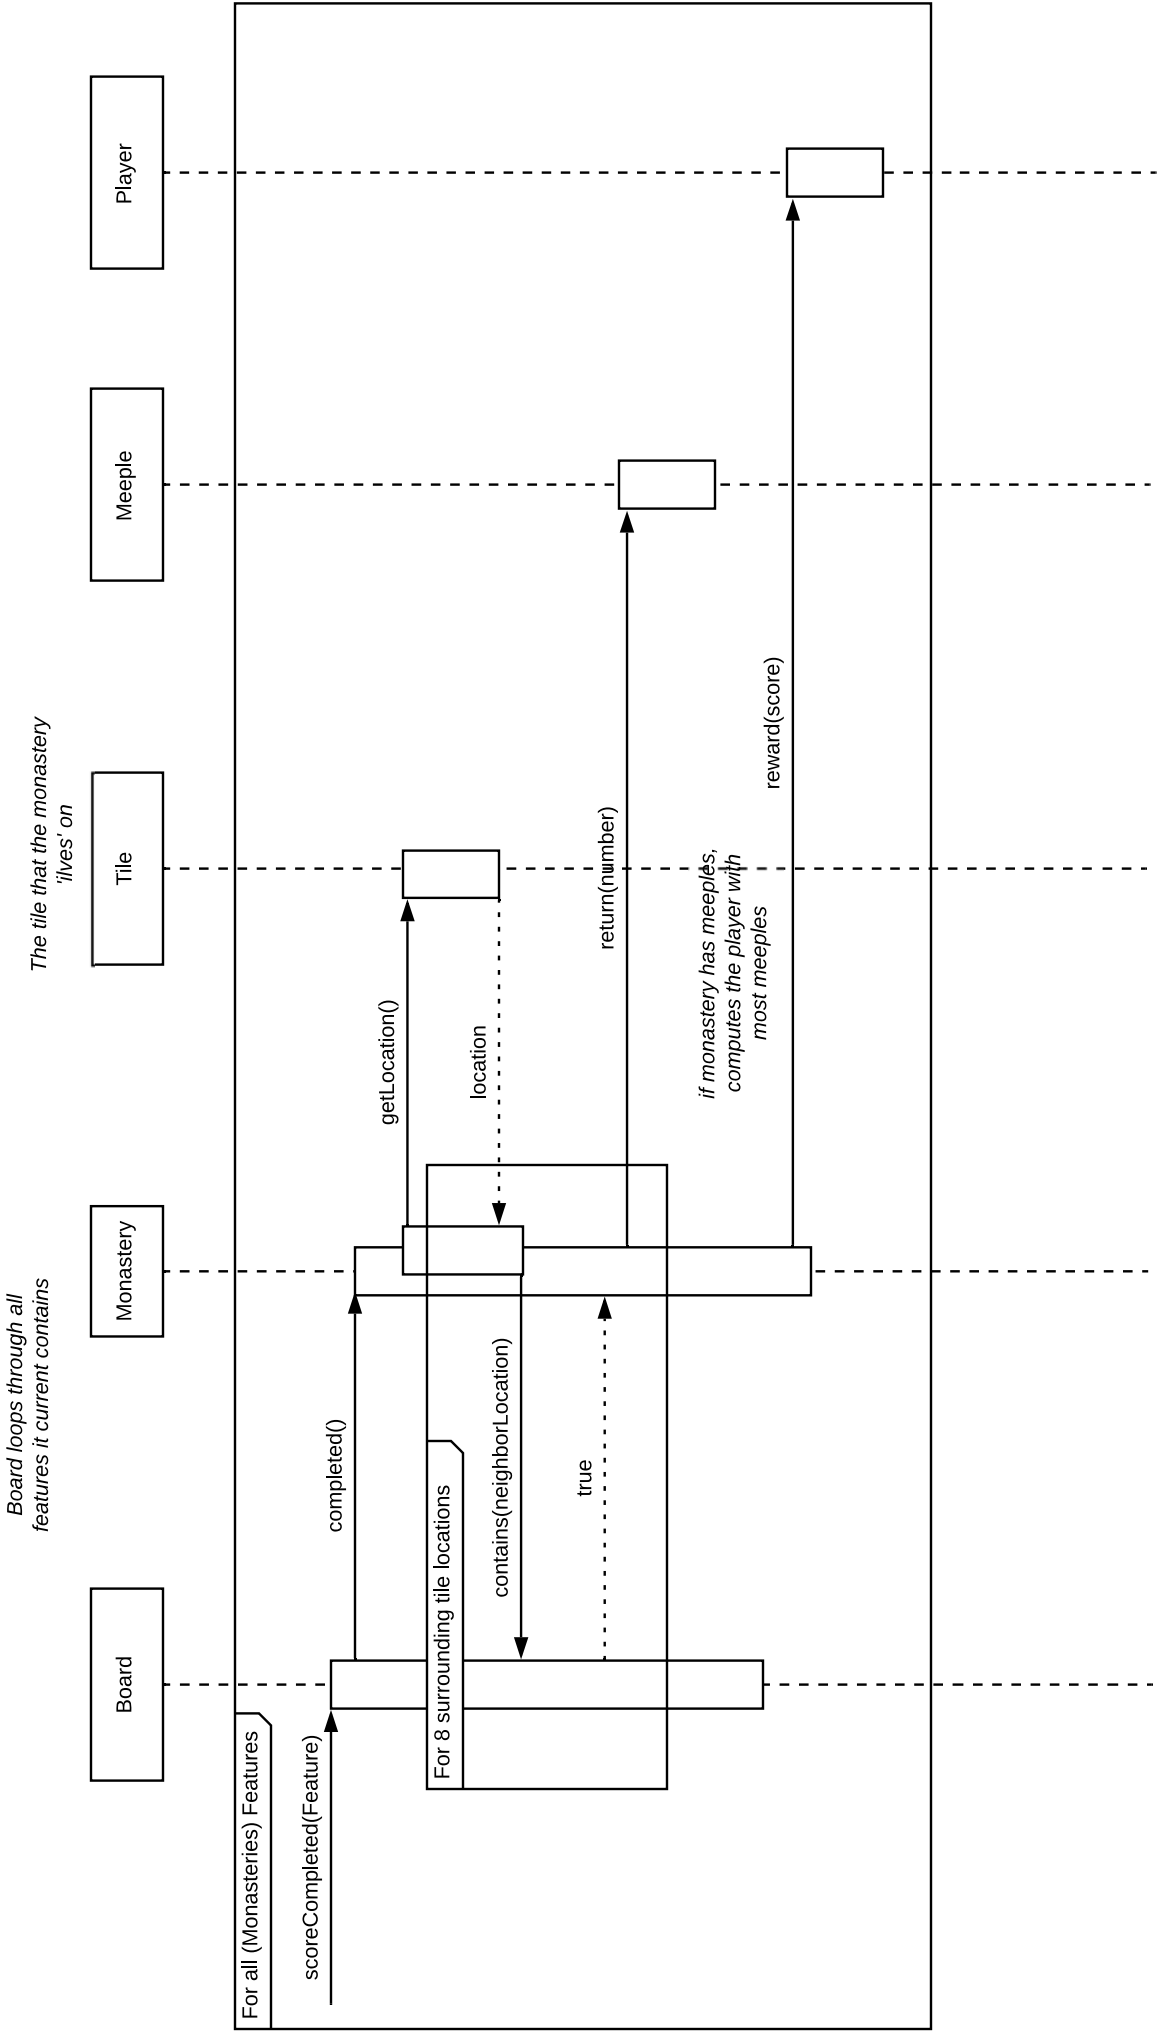 Board loops through all
features it current contains
The tile that the monastery
'ilves' on
Board
Monastery
Tile
Meeple
Player
For all (Monasteries) Features
scoreCompleted(Feature)
completed()
getLocation()
For 8 surrounding tile locations
location
contains(neighborLocation)
true
return(number)
if monastery has meeples,
computes the player with
most meeples
reward(score)